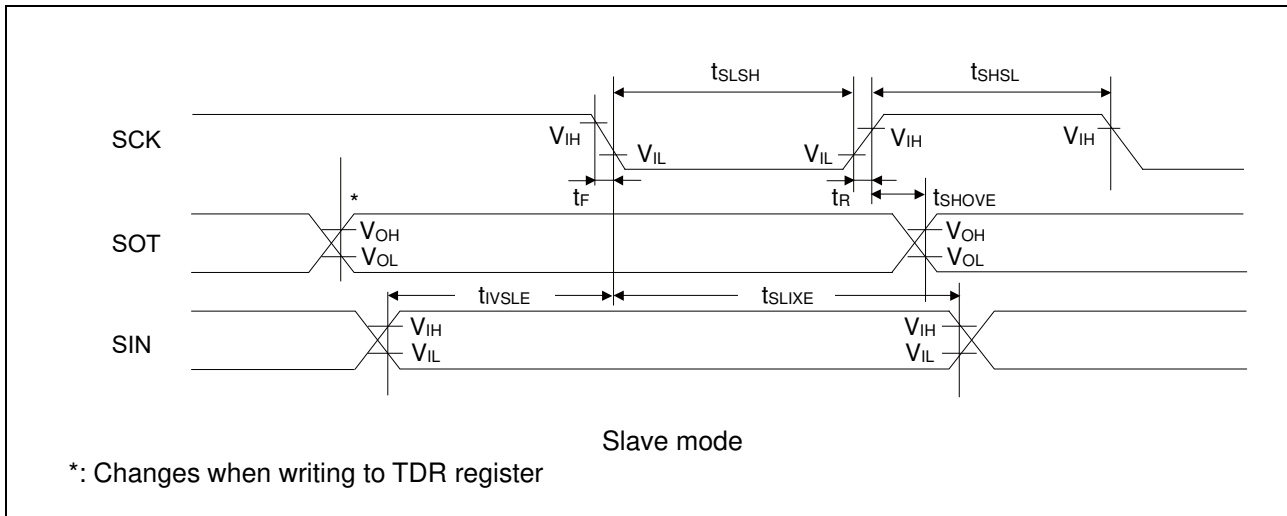 tSLSH tSHSL
SCK VIH VIL VIL VIH VIH
tF tR tSHOVE
*
SOT VOH VOH
VOL VOL
tIVSLE tSLIXE
SIN VIH VIH
VIL VIL
Slave mode
*: Changes when writing to TDR register